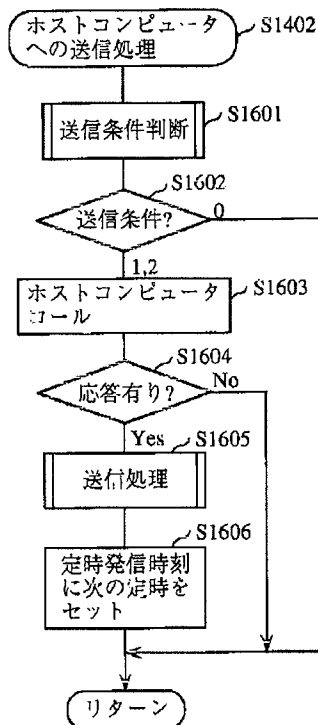 ホストコンピュータ
への送信処理
S1402
送信条件判断
S1601
S1602
送信条件?
0
1,2
ホストコンピュータ
コール
S1603
S1604
応答有り?
No
Yes
S1605
送信処理
S1606
定時発信時刻
に次の定時を
セット
リターン